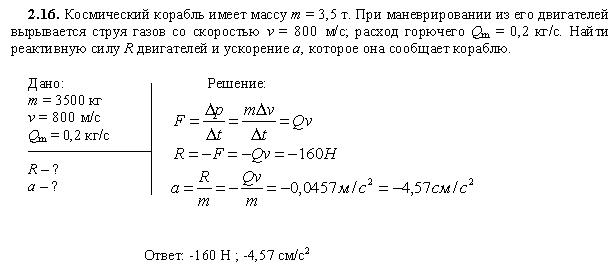 2.16. Космический корабль имеет массу m = 3,5 т. При маневрировании из его двигателей
вырывается струя газов со скоростью v = 800 м/с; расход горючего Qm = 0,2 кг/с. Найти
реактивную силу R двигателей и ускорение a, которое она сообщает кораблю.
Дано:
m = 3500 кг
v = 800 м/с
Qm = 0,2 кг/с
R – ?
a – ?
Решение:
F = Δp/Δt = mΔv/Δt = Qv
R = −F = −Qv = −160Н
a = R/m = −Qv/m = −0,0457м/с² = −4,57см/с²
Ответ: -160 Н ; -4,57 см/с²